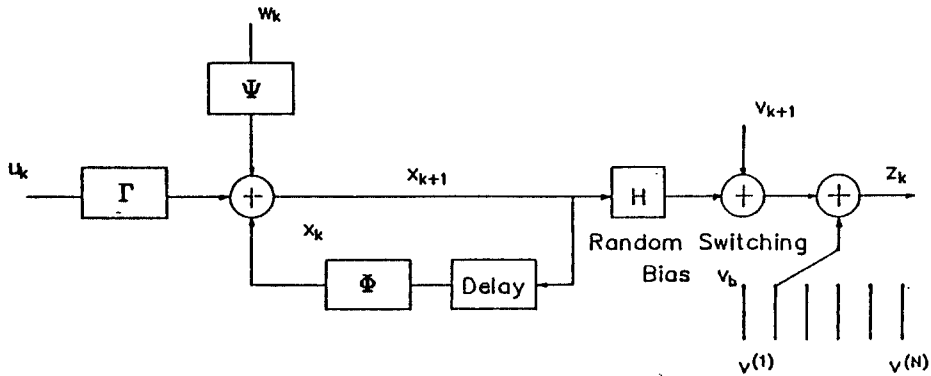 w_k
Ψ
v_{k+1}
u_k
Γ
+
x_{k+1}
H
+
+
z_k
x_k
Random Switching
Bias
v_b
Φ
Delay
v^{(1)}
v^{(N)}